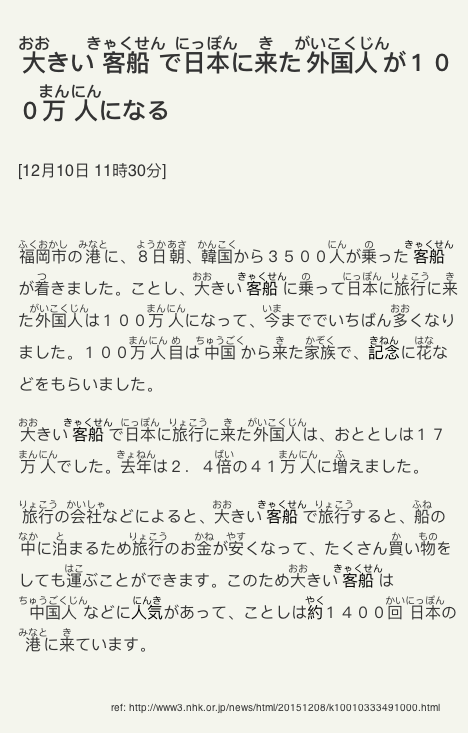 大きい客船で日本に来た外国人が１０
０万人になる
[12月10日 11時30分]
福岡市の港に、８日朝、韓国から３５００人が乗った客船
が着きました。ことし、大きい客船に乗って日本に旅行に来
た外国人は１００万人になって、今まででいちばん多くなり
ました。１００万人目は中国から来た家族で、記念に花な
どをもらいました。
大きい客船で日本に旅行に来た外国人は、おととしは１７
万人でした。去年は２．４倍の４１万人に増えました。
旅行の会社などによると、大きい客船で旅行すると、船の
中に泊まるため旅行のお金が安くなって、たくさん買い物を
しても運ぶことができます。このため大きい客船は
中国人などに人気があって、ことしは約１４００回日本の
港に来ています。
ref: http://www3.nhk.or.jp/news/html/20151208/k10010333491000.html